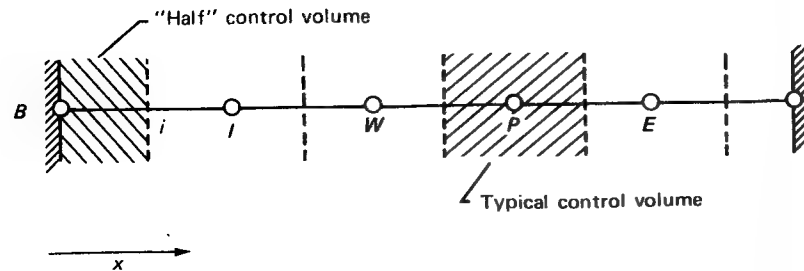 "Half" control volume
B
i
I
W
P
E
Typical control volume
x